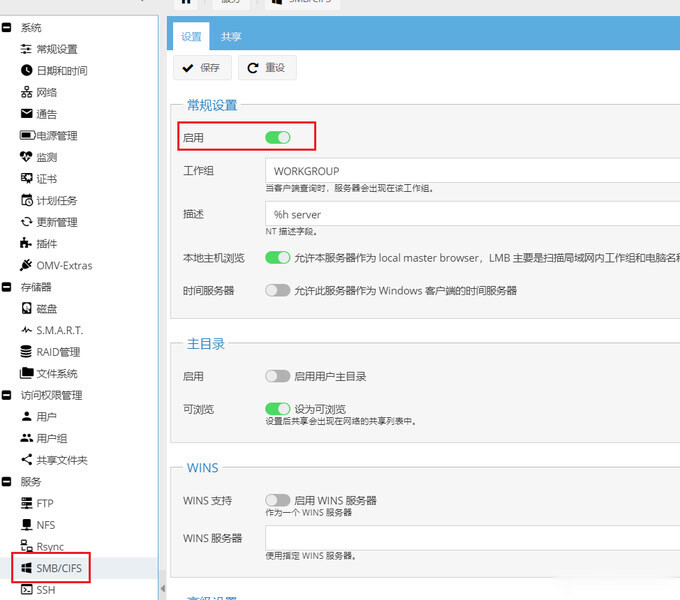 服务
SMB/CIFS
系统
常规设置
日期和时间
网络
通告
电源管理
监测
证书
计划任务
更新管理
插件
OMV-Extras
存储器
磁盘
S.M.A.R.T.
RAID管理
文件系统
访问权限管理
用户
用户组
共享文件夹
服务
FTP
NFS
Rsync
SMB/CIFS
SSH
设置
共享
保存
重设
常规设置
启用
工作组
WORKGROUP
当客户端查询时，服务器会出现在该工作组。
描述
%h server
NT 描述字段。
本地主机浏览
允许本服务器作为 local master browser，LMB 主要是扫描局域网内工作组和电脑名称
时间服务器
允许此服务器作为 Windows 客户端的时间服务器
主目录
启用
启用用户主目录
可浏览
设为可浏览
设置后共享会出现在网络的共享列表中。
WINS
WINS 支持
启用 WINS 服务器
作为一个 WINS 服务器
WINS 服务器
使用指定 WINS 服务器。
高级设置